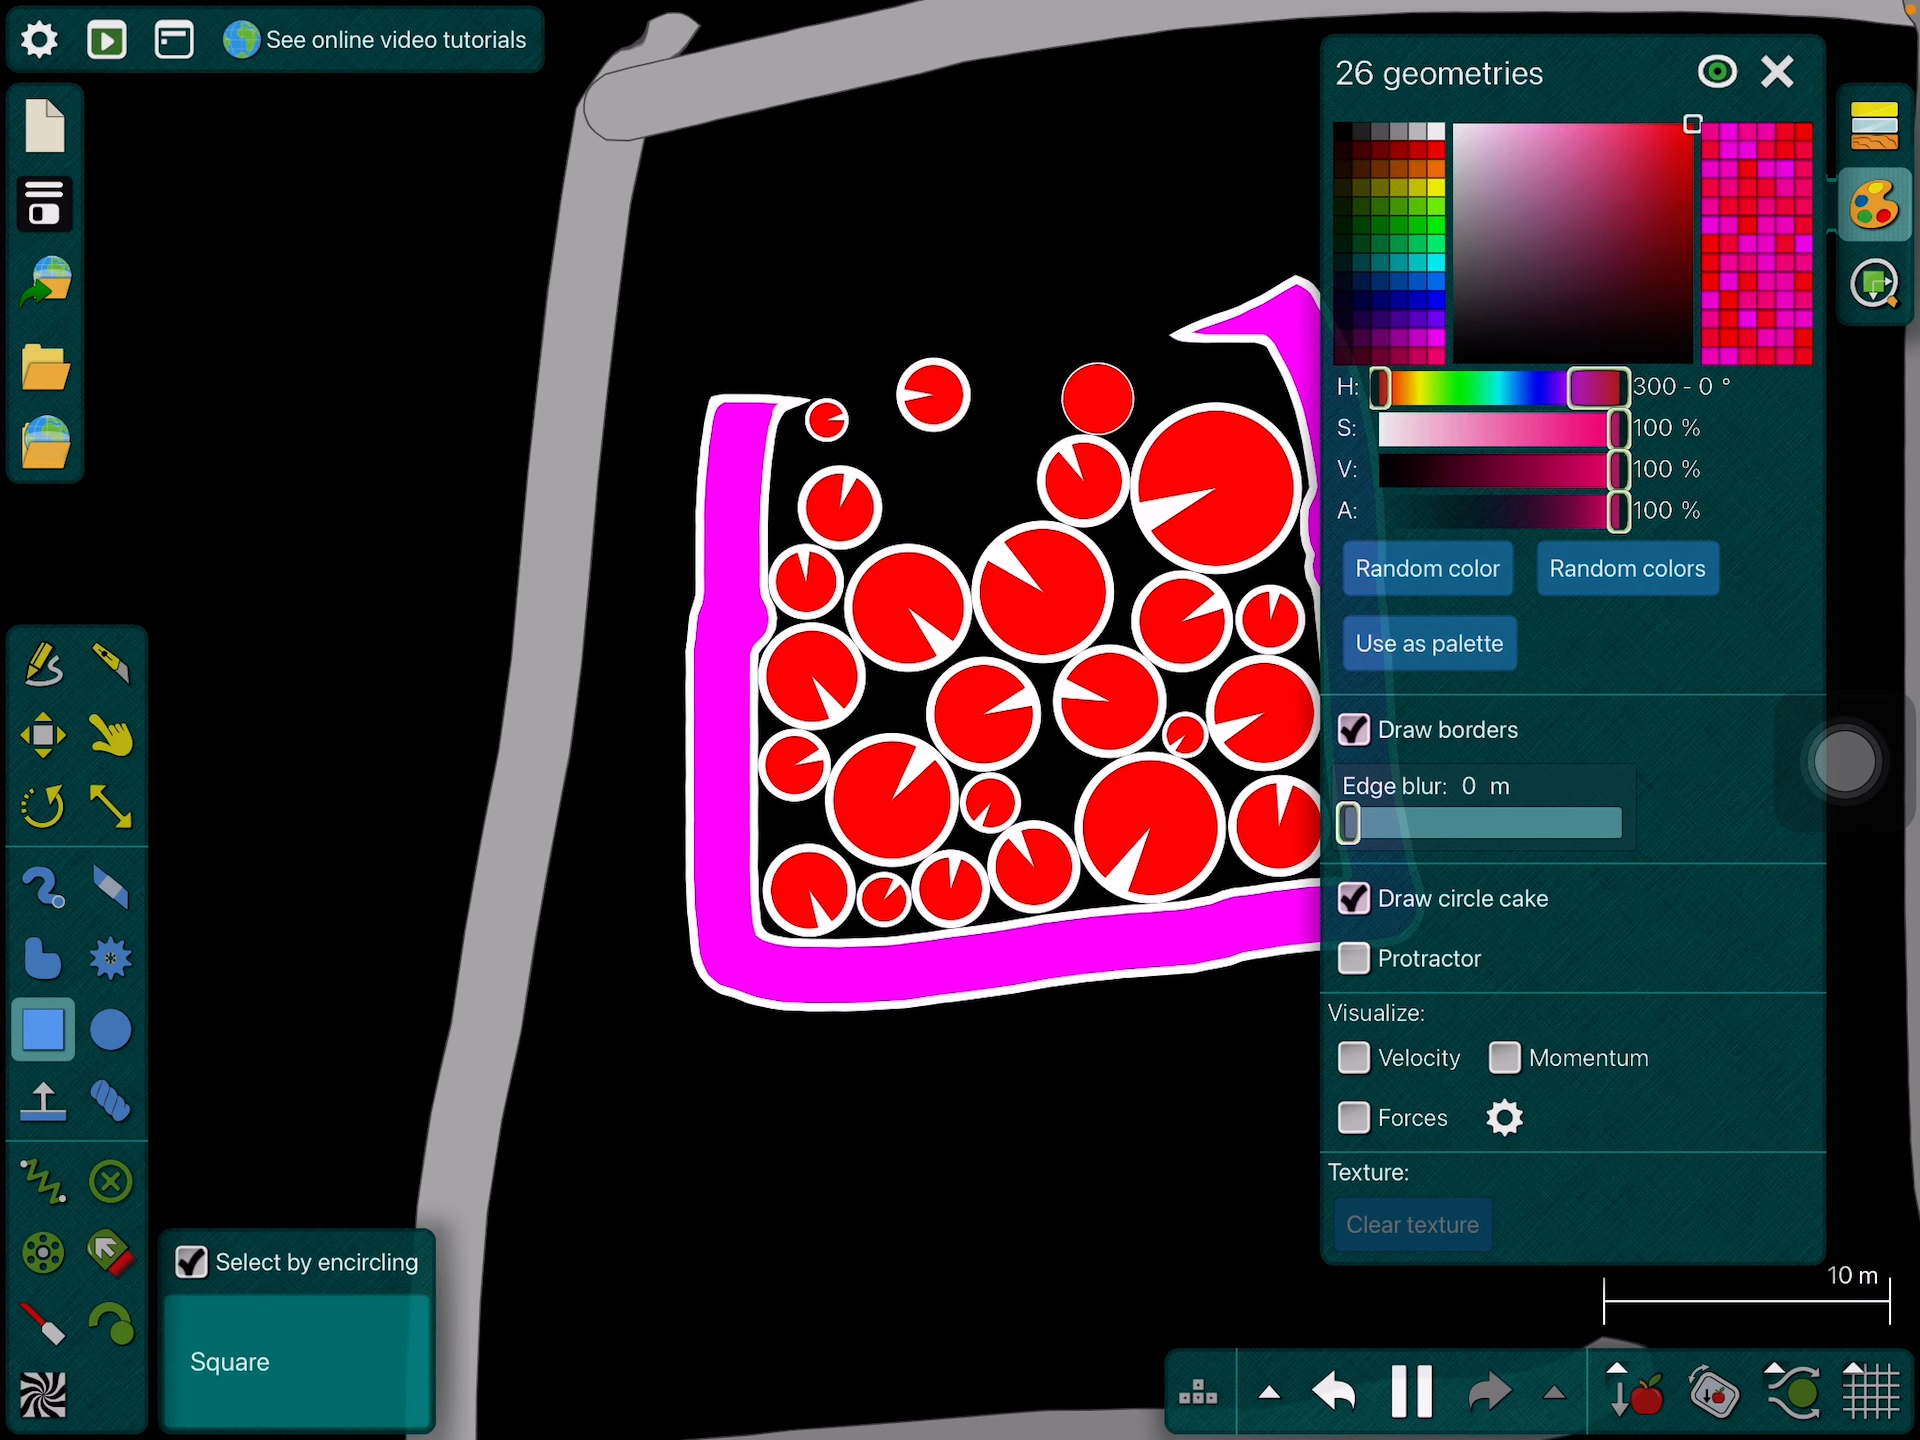 See online video tutorials
26 geometries
H: 300 - 0 °
S: 100 %
V: 100 %
A: 100 %
Random color Random colors
Use as palette
Draw borders
Edge blur: 0 m
Draw circle cake
Protractor
Visualize:
Velocity Momentum
Forces
Texture:
Clear texture
Select by encircling
Square
10 m